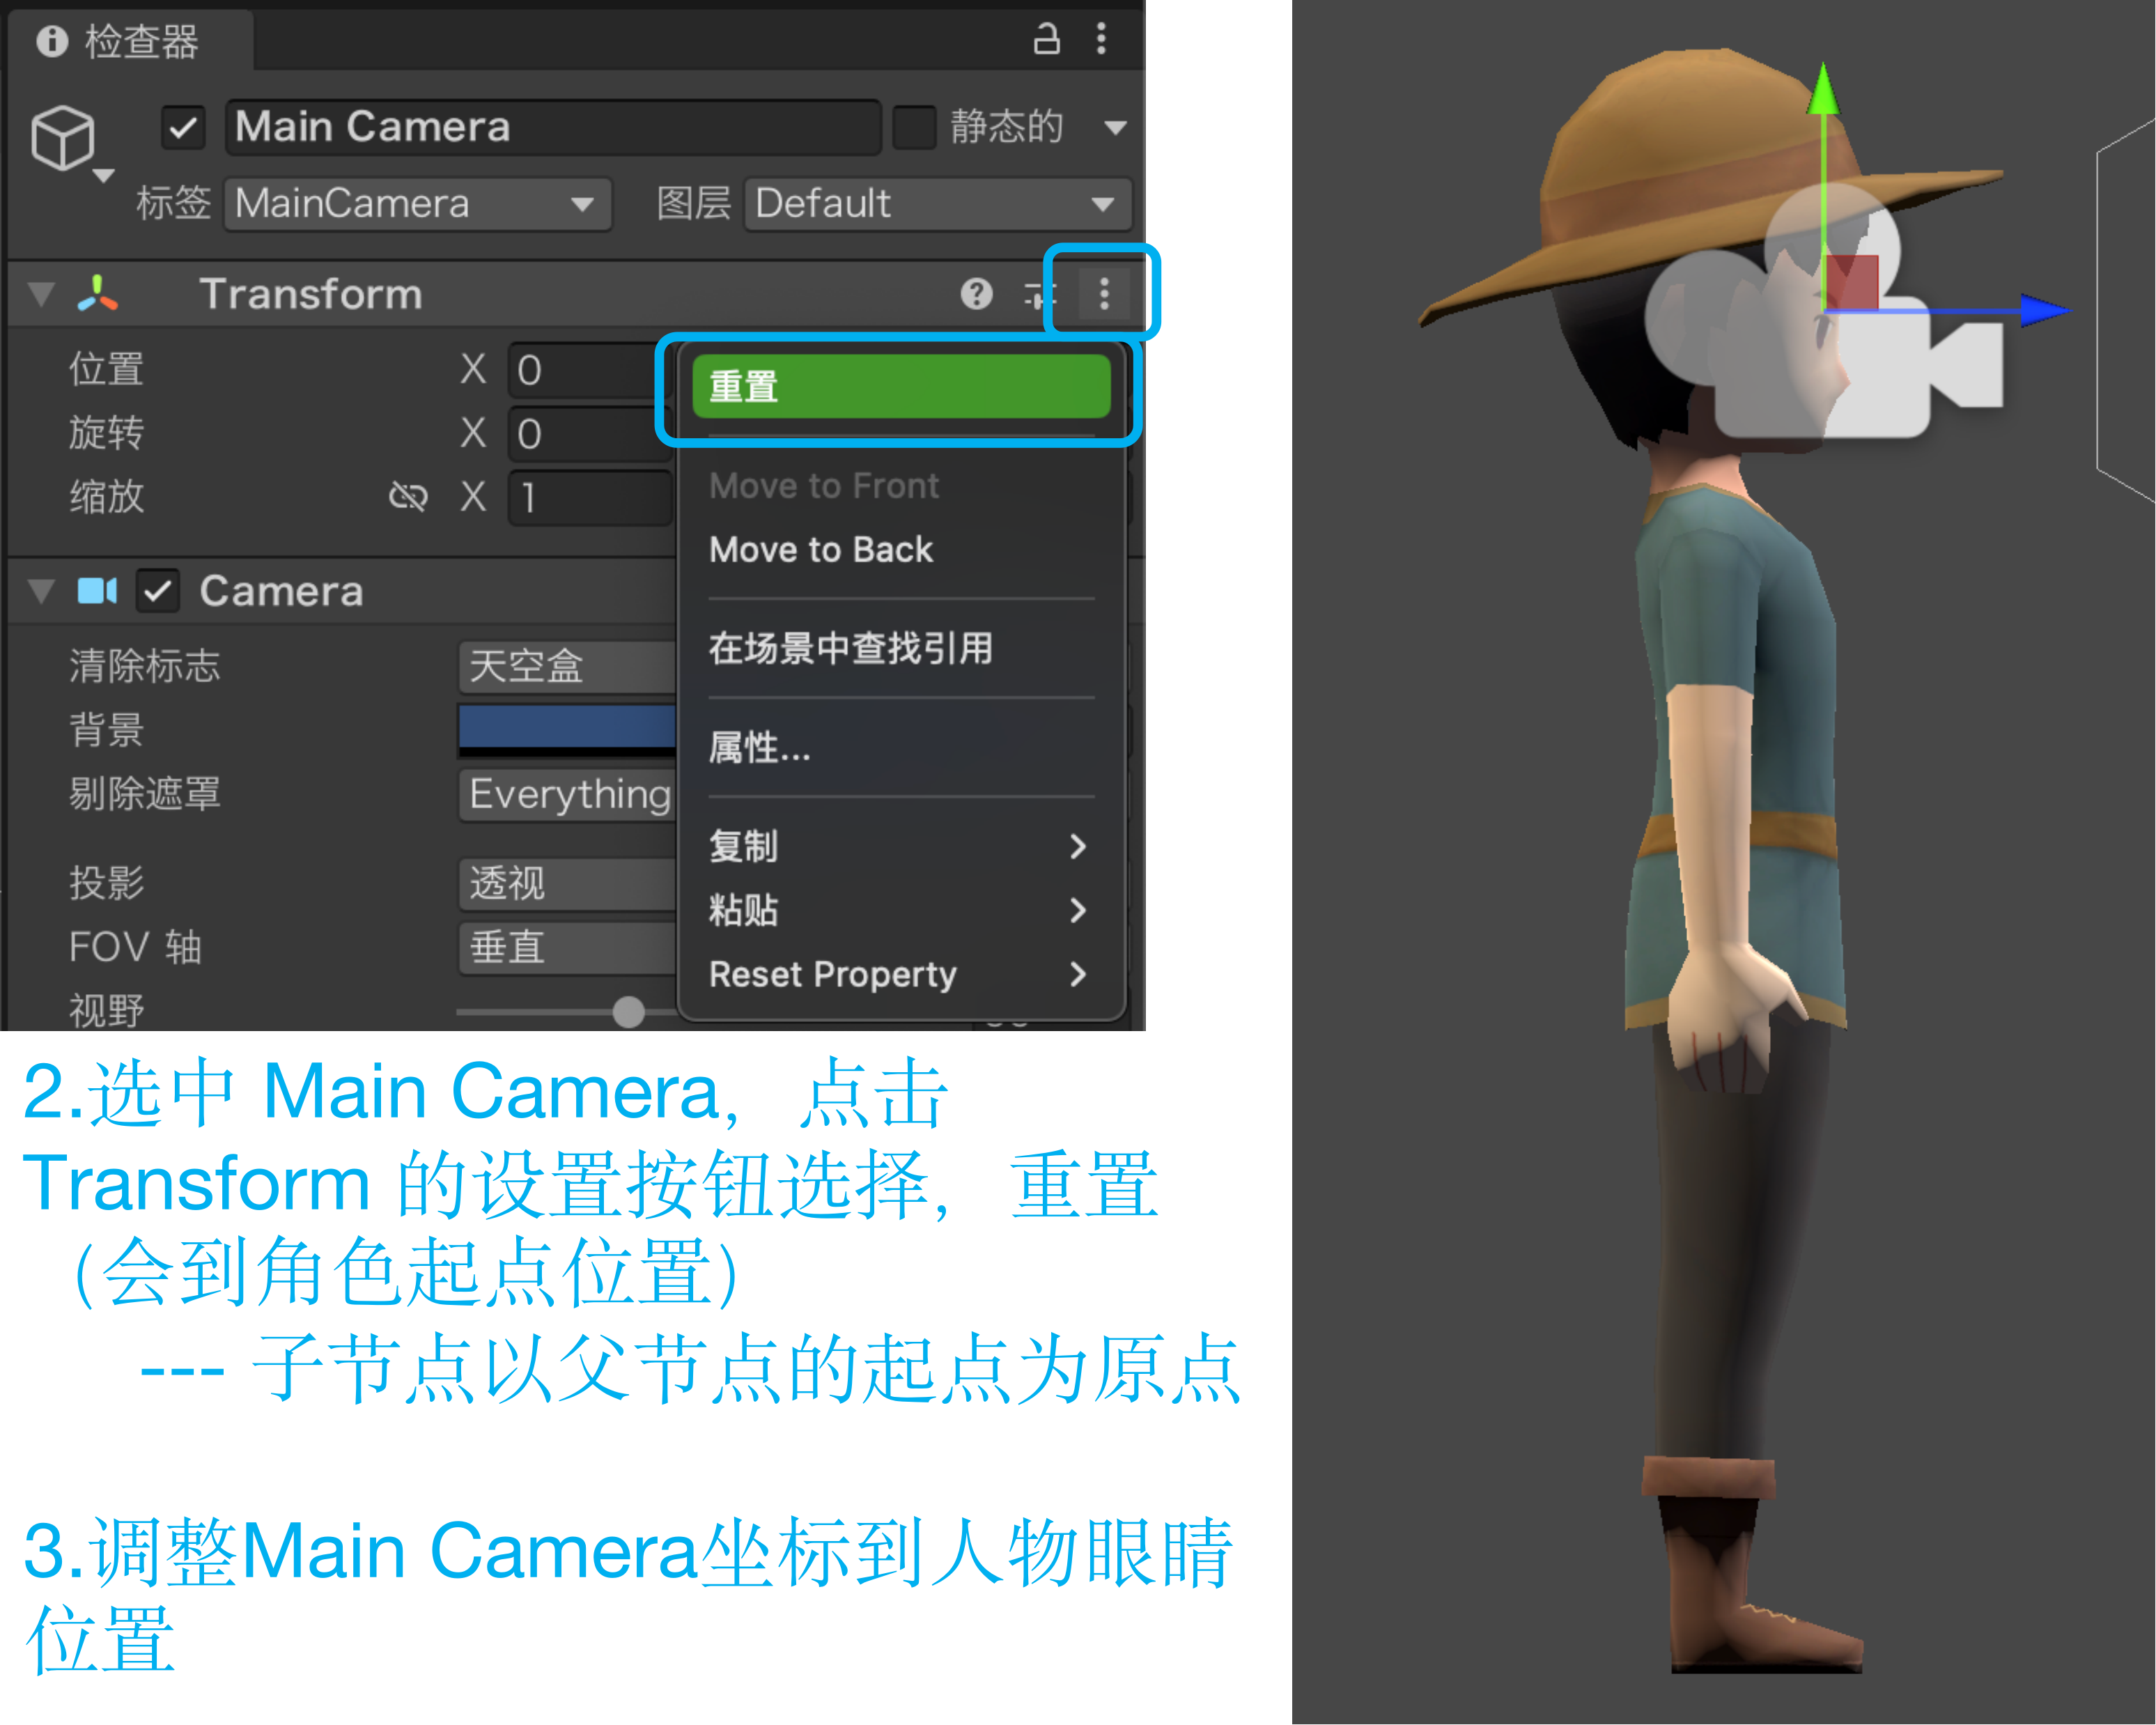 检查器
Main Camera 静态的
标签 MainCamera 图层 Default
Transform
位置 X 0
旋转 X 0
缩放 X 1
重置
Move to Front
Move to Back
在场景中查找引用
属性...
复制
粘贴
Reset Property
Camera
清除标志 天空盒
背景
剔除遮罩 Everything
投影 透视
FOV 轴 垂直
视野
2.选中 Main Camera，点击
Transform 的设置按钮选择，重置
（会到角色起点位置）
--- 子节点以父节点的起点为原点
3.调整Main Camera坐标到人物眼睛
位置